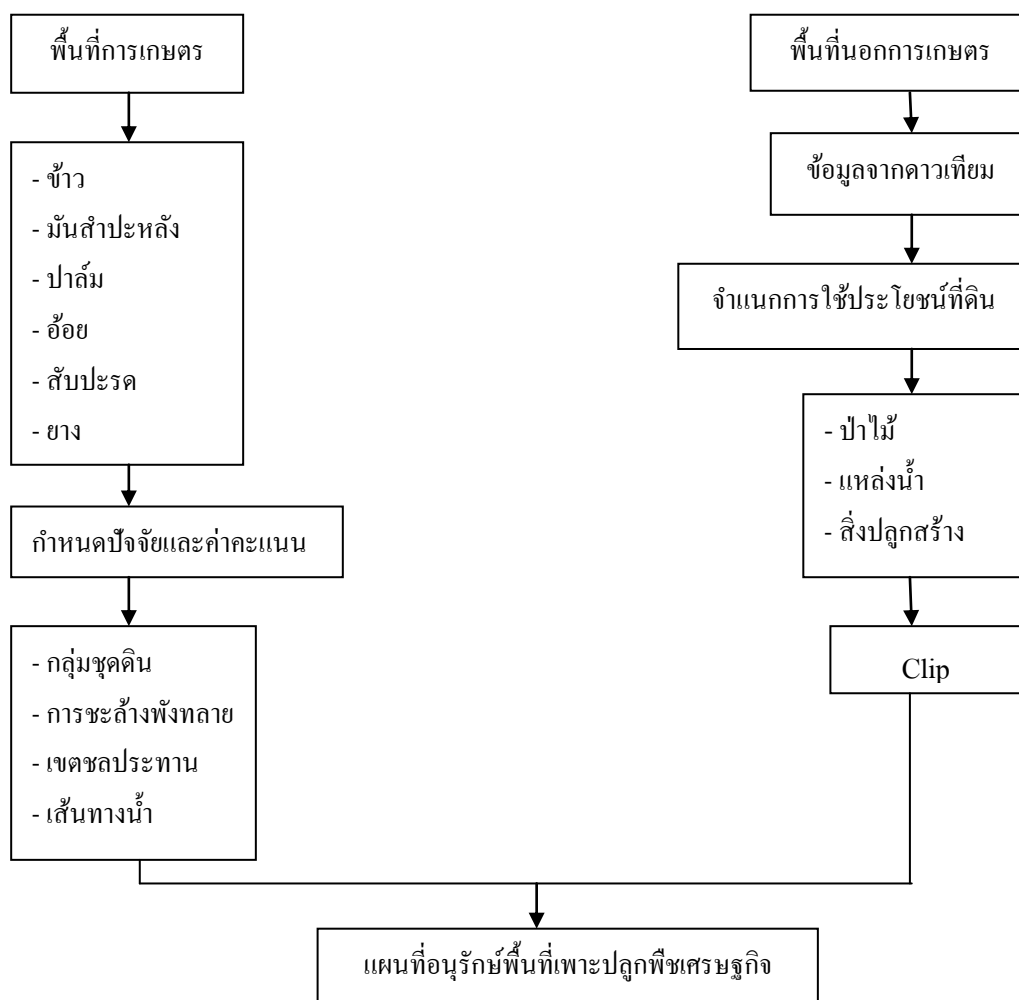 พื้นที่การเกษตร
- ข้าว
- มันสำปะหลัง
- ปาล์ม
- อ้อย
- สับปะรด
- ยาง
กำหนดปัจจัยและค่าคะแนน
- กลุ่มชุดดิน
- การชะล้างพังทลาย
- เขตชลประทาน
- เส้นทางน้ำ
พื้นที่นอกการเกษตร
ข้อมูลจากดาวเทียม
จำแนกการใช้ประโยชน์ที่ดิน
- ป่าไม้
- แหล่งน้ำ
- สิ่งปลูกสร้าง
Clip
แผนที่อนุรักษ์พื้นที่เพาะปลูกพืชเศรษฐกิจ